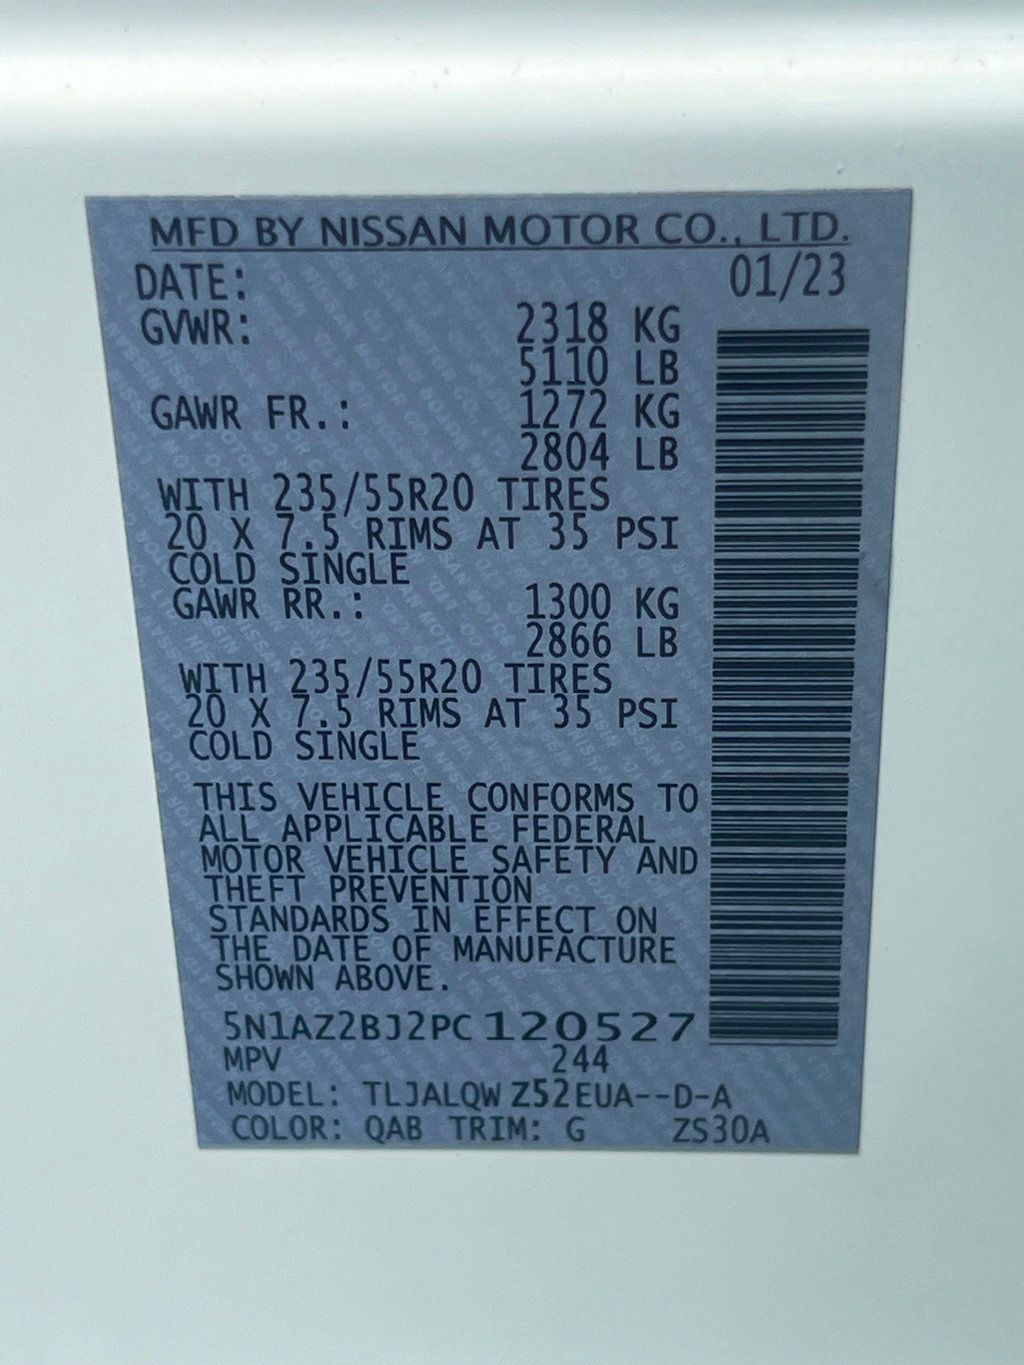 MFD BY NISSAN MOTOR CO., LTD.
DATE: 01/23
GVWR: 2318 KG
5110 LB
GAWR FR.: 1272 KG
2804 LB
WITH 235/55R20 TIRES
20 X 7.5 RIMS AT 35 PSI
COLD SINGLE
GAWR RR.: 1300 KG
2866 LB
WITH 235/55R20 TIRES
20 X 7.5 RIMS AT 35 PSI
COLD SINGLE
THIS VEHICLE CONFORMS TO
ALL APPLICABLE FEDERAL
MOTOR VEHICLE SAFETY AND
THEFT PREVENTION
STANDARDS IN EFFECT ON
THE DATE OF MANUFACTURE
SHOWN ABOVE.
5N1AZ2BJ2PC120527
MPV 244
MODEL: TLJALQW Z52EUA--D-A
COLOR: QAB TRIM: G ZS30A